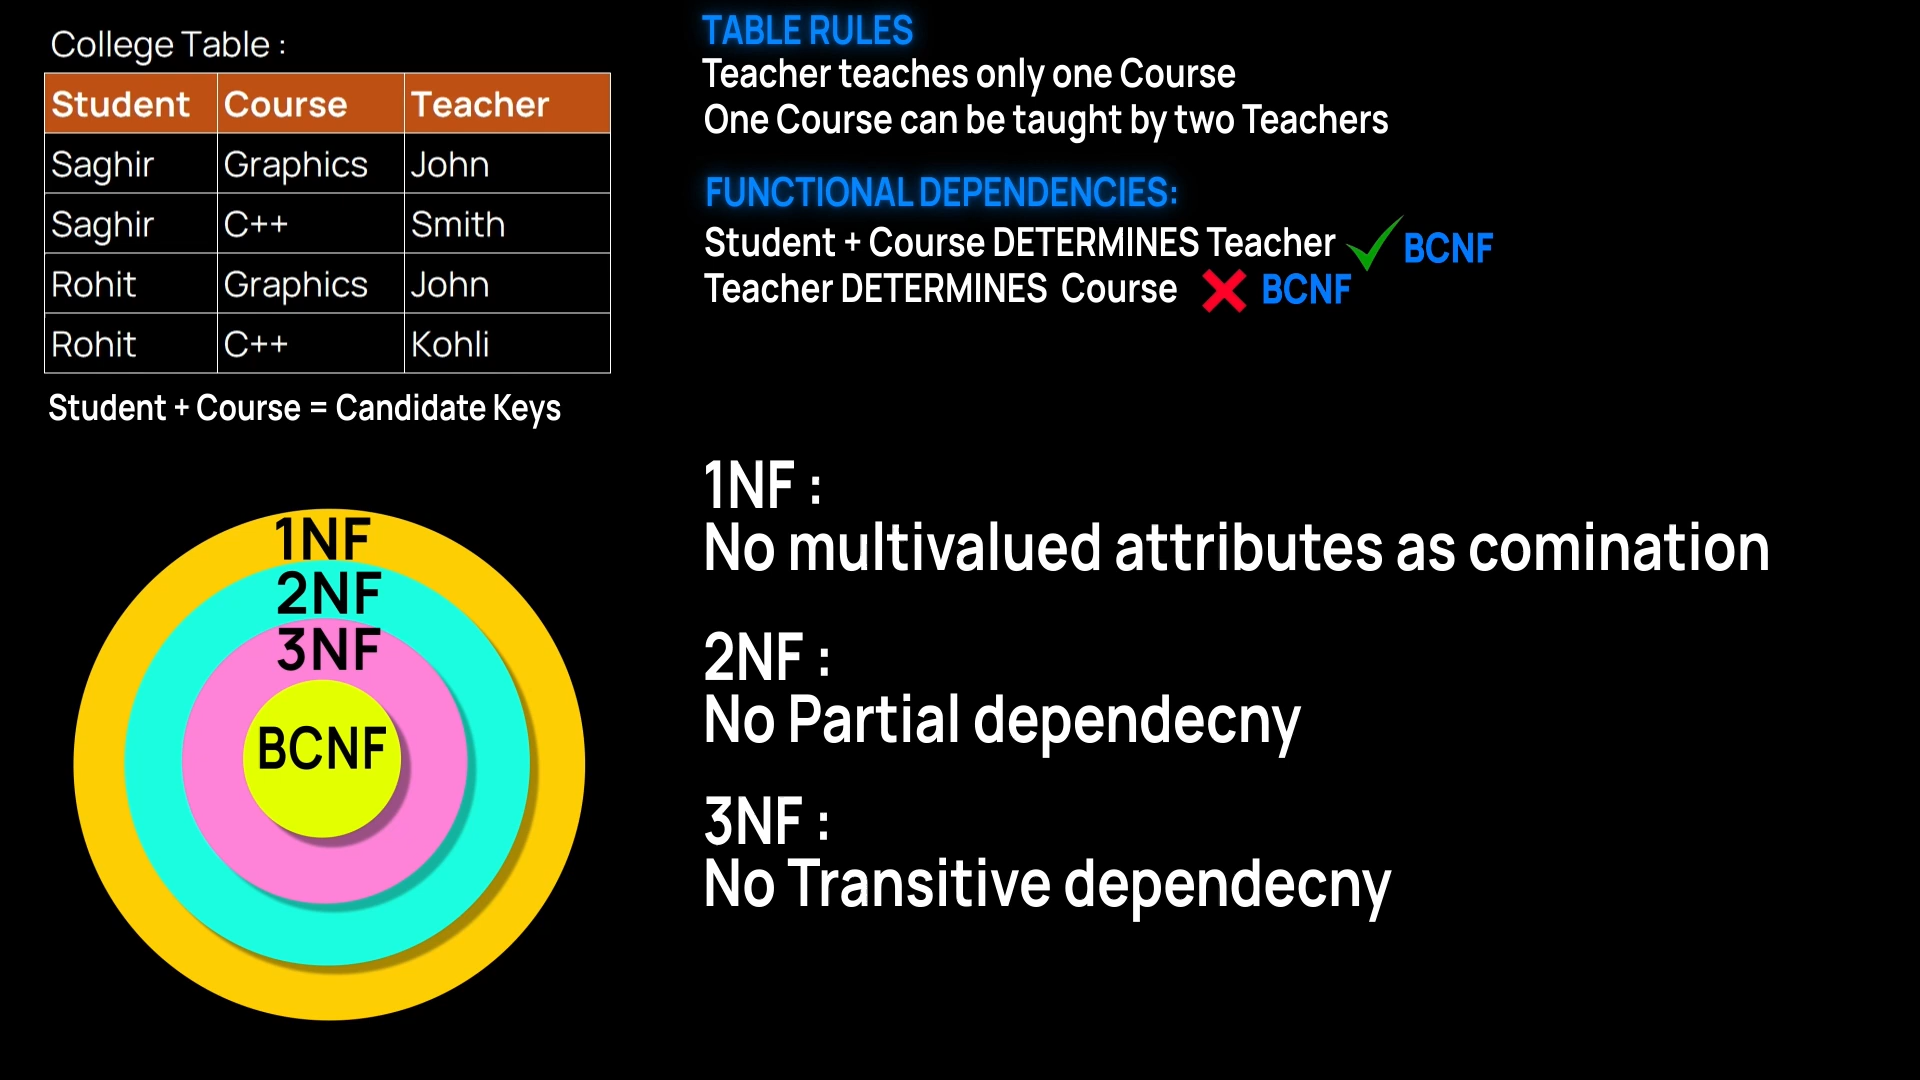 College Table :
Student Course Teacher
Saghir Graphics John
Saghir C++ Smith
Rohit Graphics John
Rohit C++ Kohli
Student + Course = Candidate Keys
1NF
2NF
3NF
BCNF
TABLE RULES
Teacher teaches only one Course
One Course can be taught by two Teachers
FUNCTIONAL DEPENDENCIES:
Student + Course DETERMINES Teacher BCNF
Teacher DETERMINES Course BCNF
1NF :
No multivalued attributes as comination
2NF :
No Partial dependecny
3NF :
No Transitive dependecny